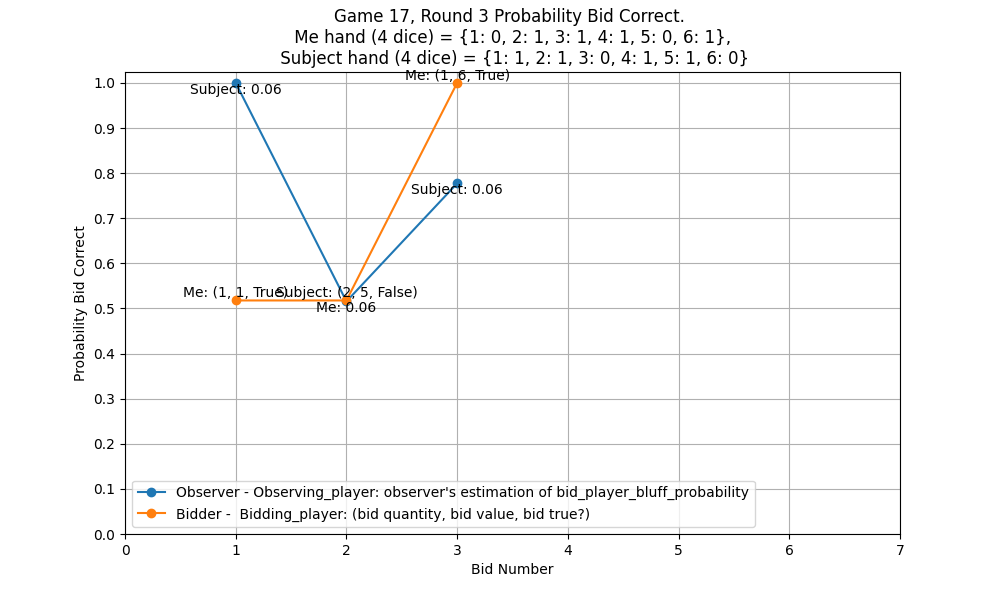 Game 17, Round 3 Probability Bid Correct.
Me hand (4 dice) = {1: 0, 2: 1, 3: 1, 4: 1, 5: 0, 6: 1},
Subject hand (4 dice) = {1: 1, 2: 1, 3: 0, 4: 1, 5: 1, 6: 0}
Me: (1, 6, True)
Subject: 0.06
Subject: 0.06
Me: (1, 1, True)
Subject: (2, 5, False)
Me: 0.06
1.0
0.9
0.8
0.7
0.6
0.5
0.4
0.3
0.2
0.1
0.0
Probability Bid Correct
Observer - Observing_player: observer's estimation of bid_player_bluff_probability
Bidder -  Bidding_player: (bid quantity, bid value, bid true?)
0 1 2 3 4 5 6 7
Bid Number